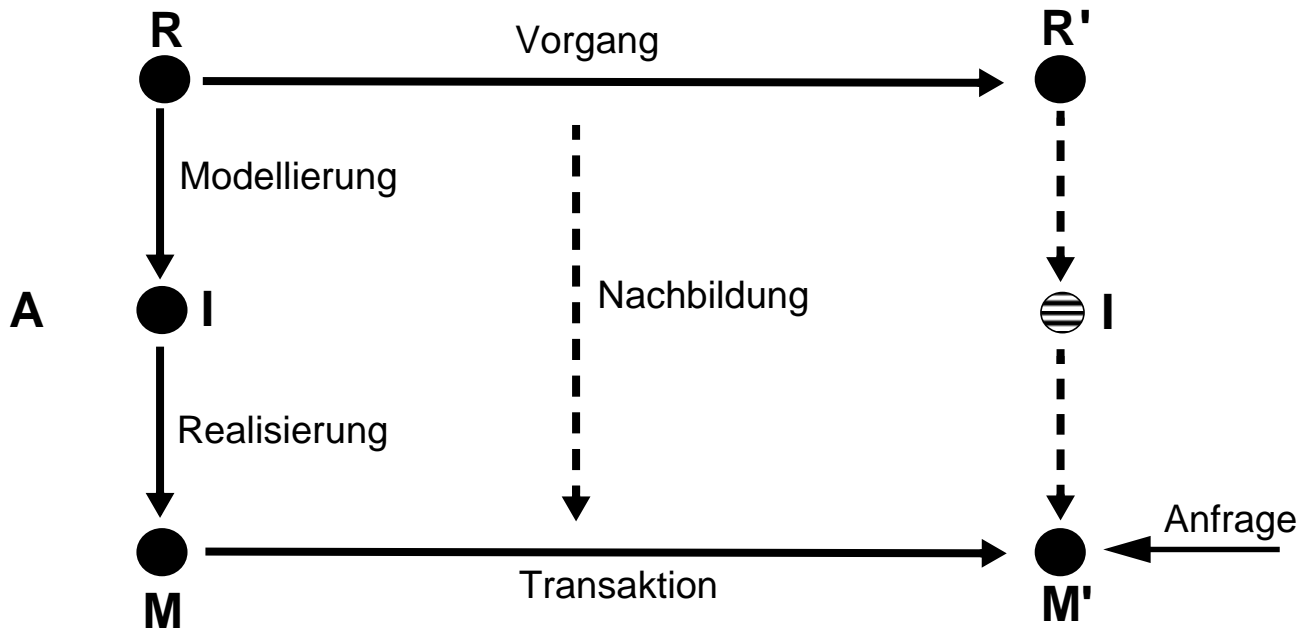 R
Vorgang
R'
Modellierung
A
I
Nachbildung
I
Realisierung
Anfrage
Transaktion
M
M'